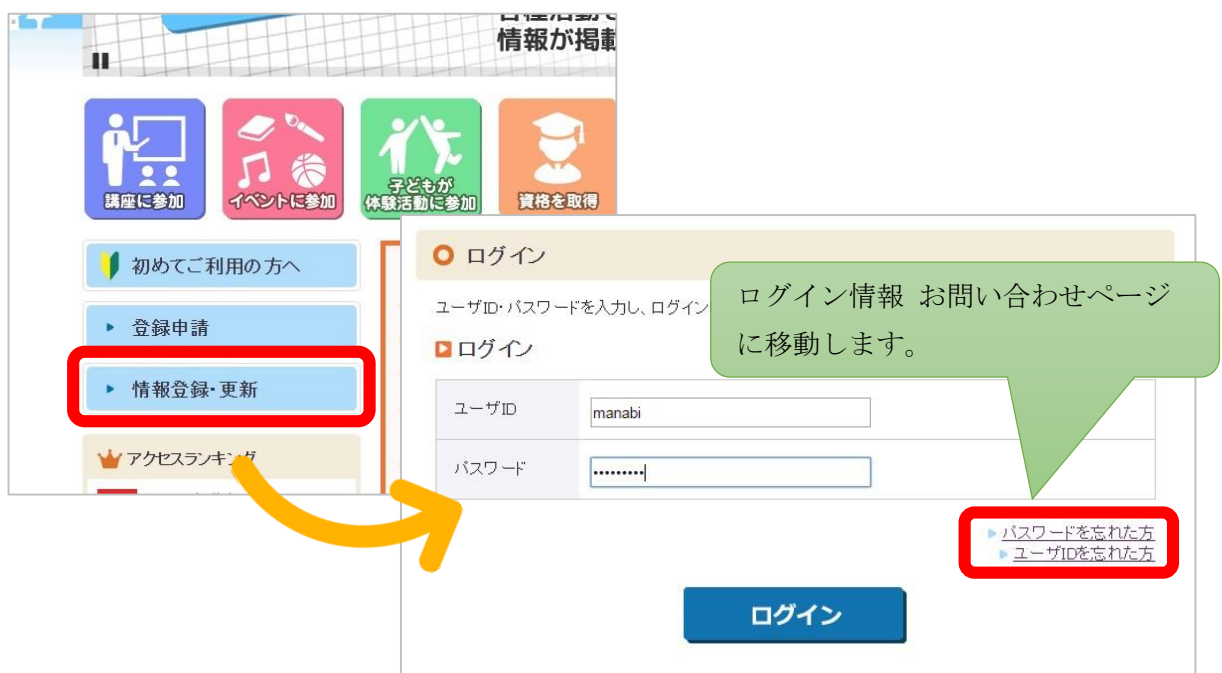 情報が掲載
講座に参加
イベントに参加
子どもが
体験活動に参加
資格を取得
初めてご利用の方へ
登録申請
情報登録・更新
アクセスランキング
ログイン
ユーザID・パスワードを入力し、ログイン
ログイン
ユーザID
manabi
パスワード
•••••••••
ログイン情報 お問い合わせページ
に移動します。
パスワードを忘れた方
ユーザIDを忘れた方
ログイン